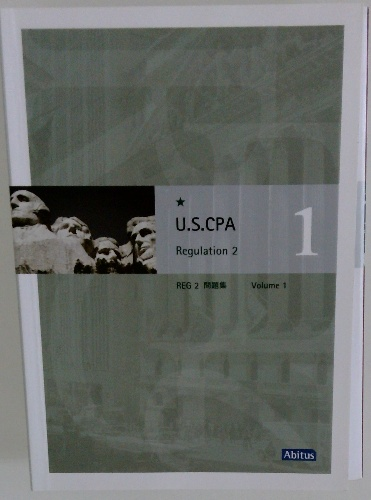 ★
U.S.CPA
1
Regulation 2
REG 2 問題集 Volume 1
Abitus